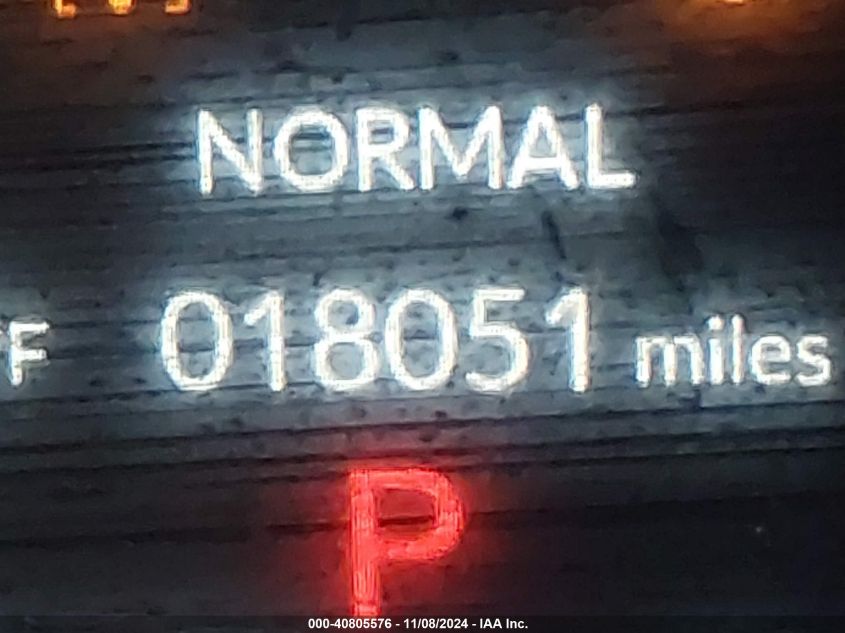 NORMAL
°F 018051 miles
P
000-40805576 - 11/08/2024 - IAA Inc.